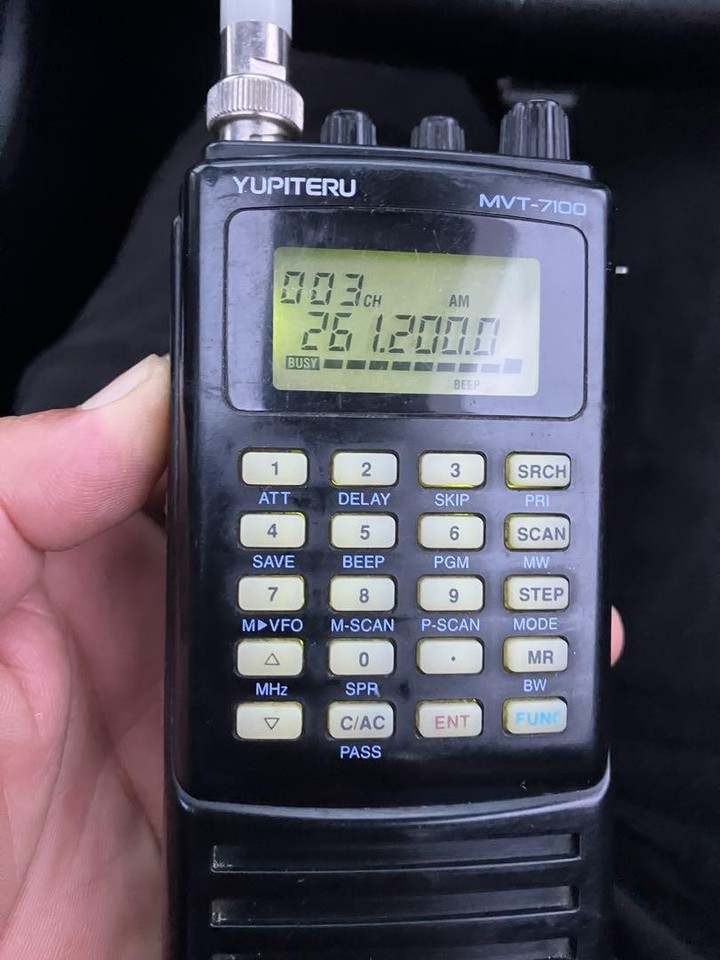 YUPITERU
MVT-7100
003CH AM
261.200.0
BUSY
BEEP
1 2 3 SRCH
ATT DELAY SKIP PRI
4 5 6 SCAN
SAVE BEEP PGM MW
7 8 9 STEP
M▶VFO M-SCAN P-SCAN MODE
△ 0 · MR
MHz SPR BW
▽ C/AC ENT FUNC
PASS